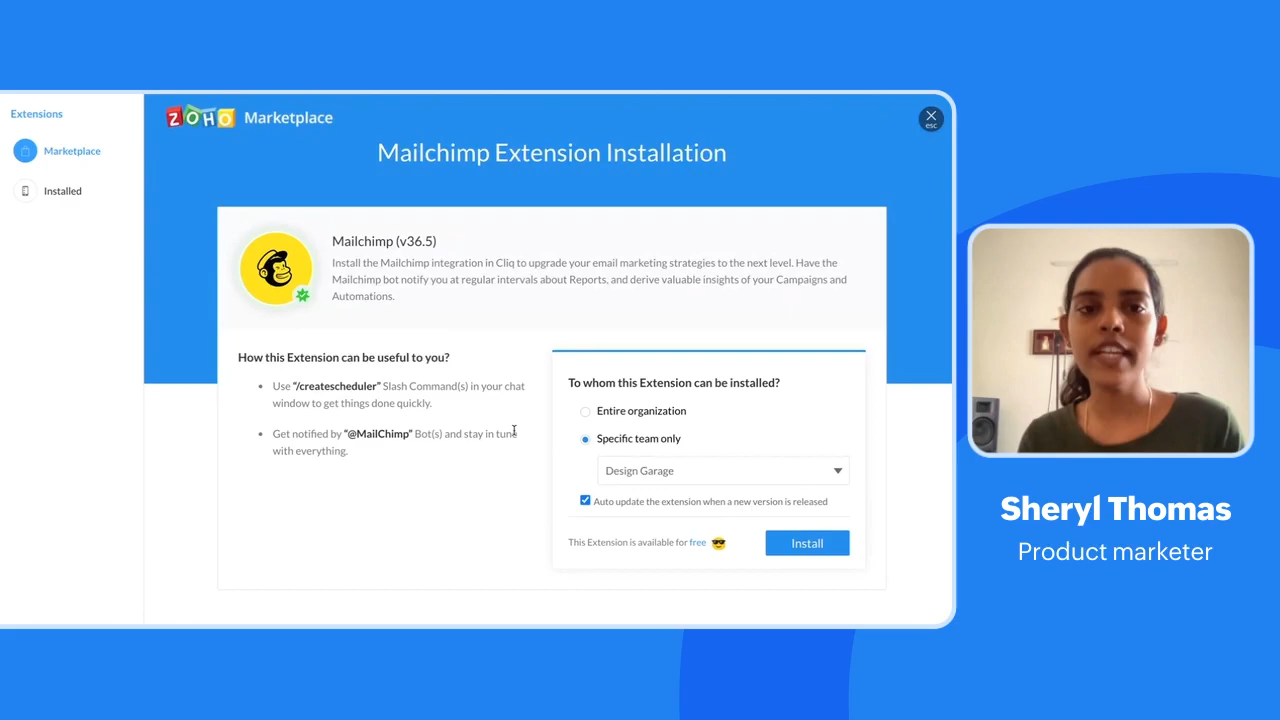 Extensions
Marketplace
Installed
ZOHO Marketplace
esc
Mailchimp Extension Installation
Mailchimp (v36.5)
Install the Mailchimp integration in Cliq to upgrade your email marketing strategies to the next level. Have the
Mailchimp bot notify you at regular intervals about Reports, and derive valuable insights of your Campaigns and
Automations.
How this Extension can be useful to you?
Use "/createscheduler" Slash Command(s) in your chat
window to get things done quickly.
Get notified by "@MailChimp" Bot(s) and stay in tune
with everything.
To whom this Extension can be installed?
Entire organization
Specific team only
Design Garage
Auto update the extension when a new version is released
This Extension is available for free
Install
Sheryl Thomas
Product marketer